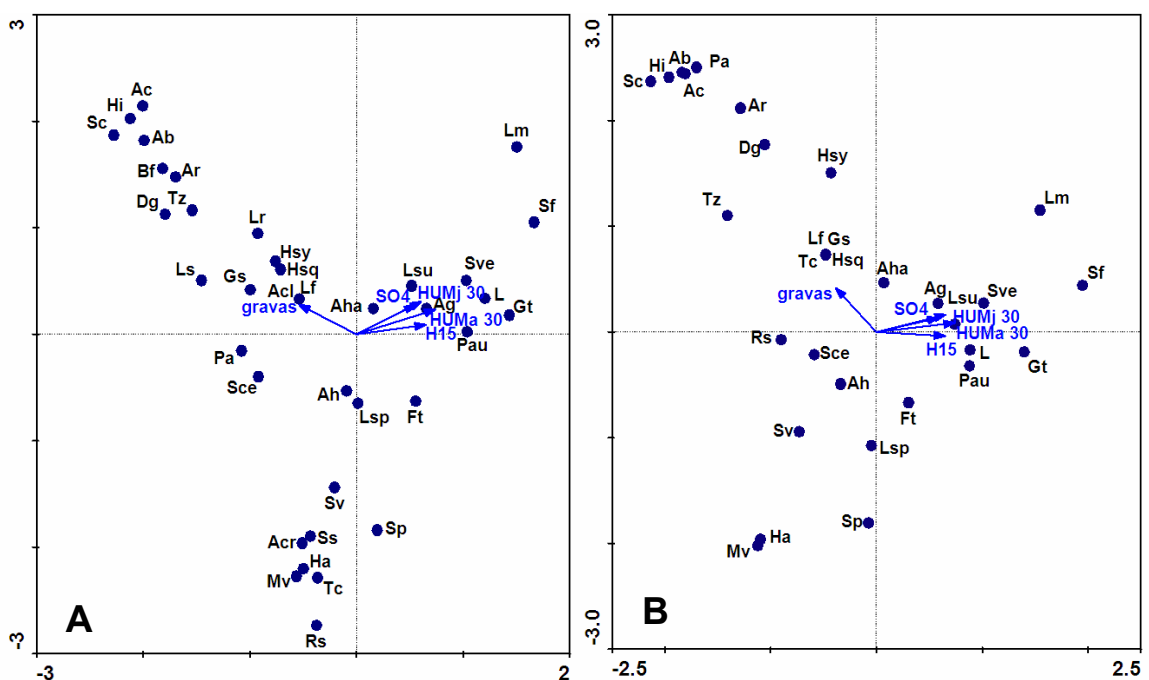 3
Ac
Hi
Sc
Ab
Bf
Ar
Dg
Tz
Lr
Hsy
Hsq
Ls
Gs
Acl
Lf
gravas
Pa
Sce
Lm
Sf
Sve
Lsu
SO4
HUMj 30
L
Aha
Ag
Gt
HUMa 30
H15
Pau
Ah
Lsp
Ft
Sv
Sp
Ss
Acr
Ha
Mv
Tc
Rs
A
-3
-3
2
3.0
Ab
Pa
Hi
Sc
Ac
Ar
Dg
Hsy
Tz
Lf Gs
Tc Hsq
Lm
Aha
Sf
gravas
Ag
Lsu
Sve
SO4
HUMj 30
HUMa 30
H15
L
Rs
Sce
Gt
Pau
Ah
Ft
Sv
Lsp
Sp
Ha
Mv
B
-3.0
-2.5
2.5